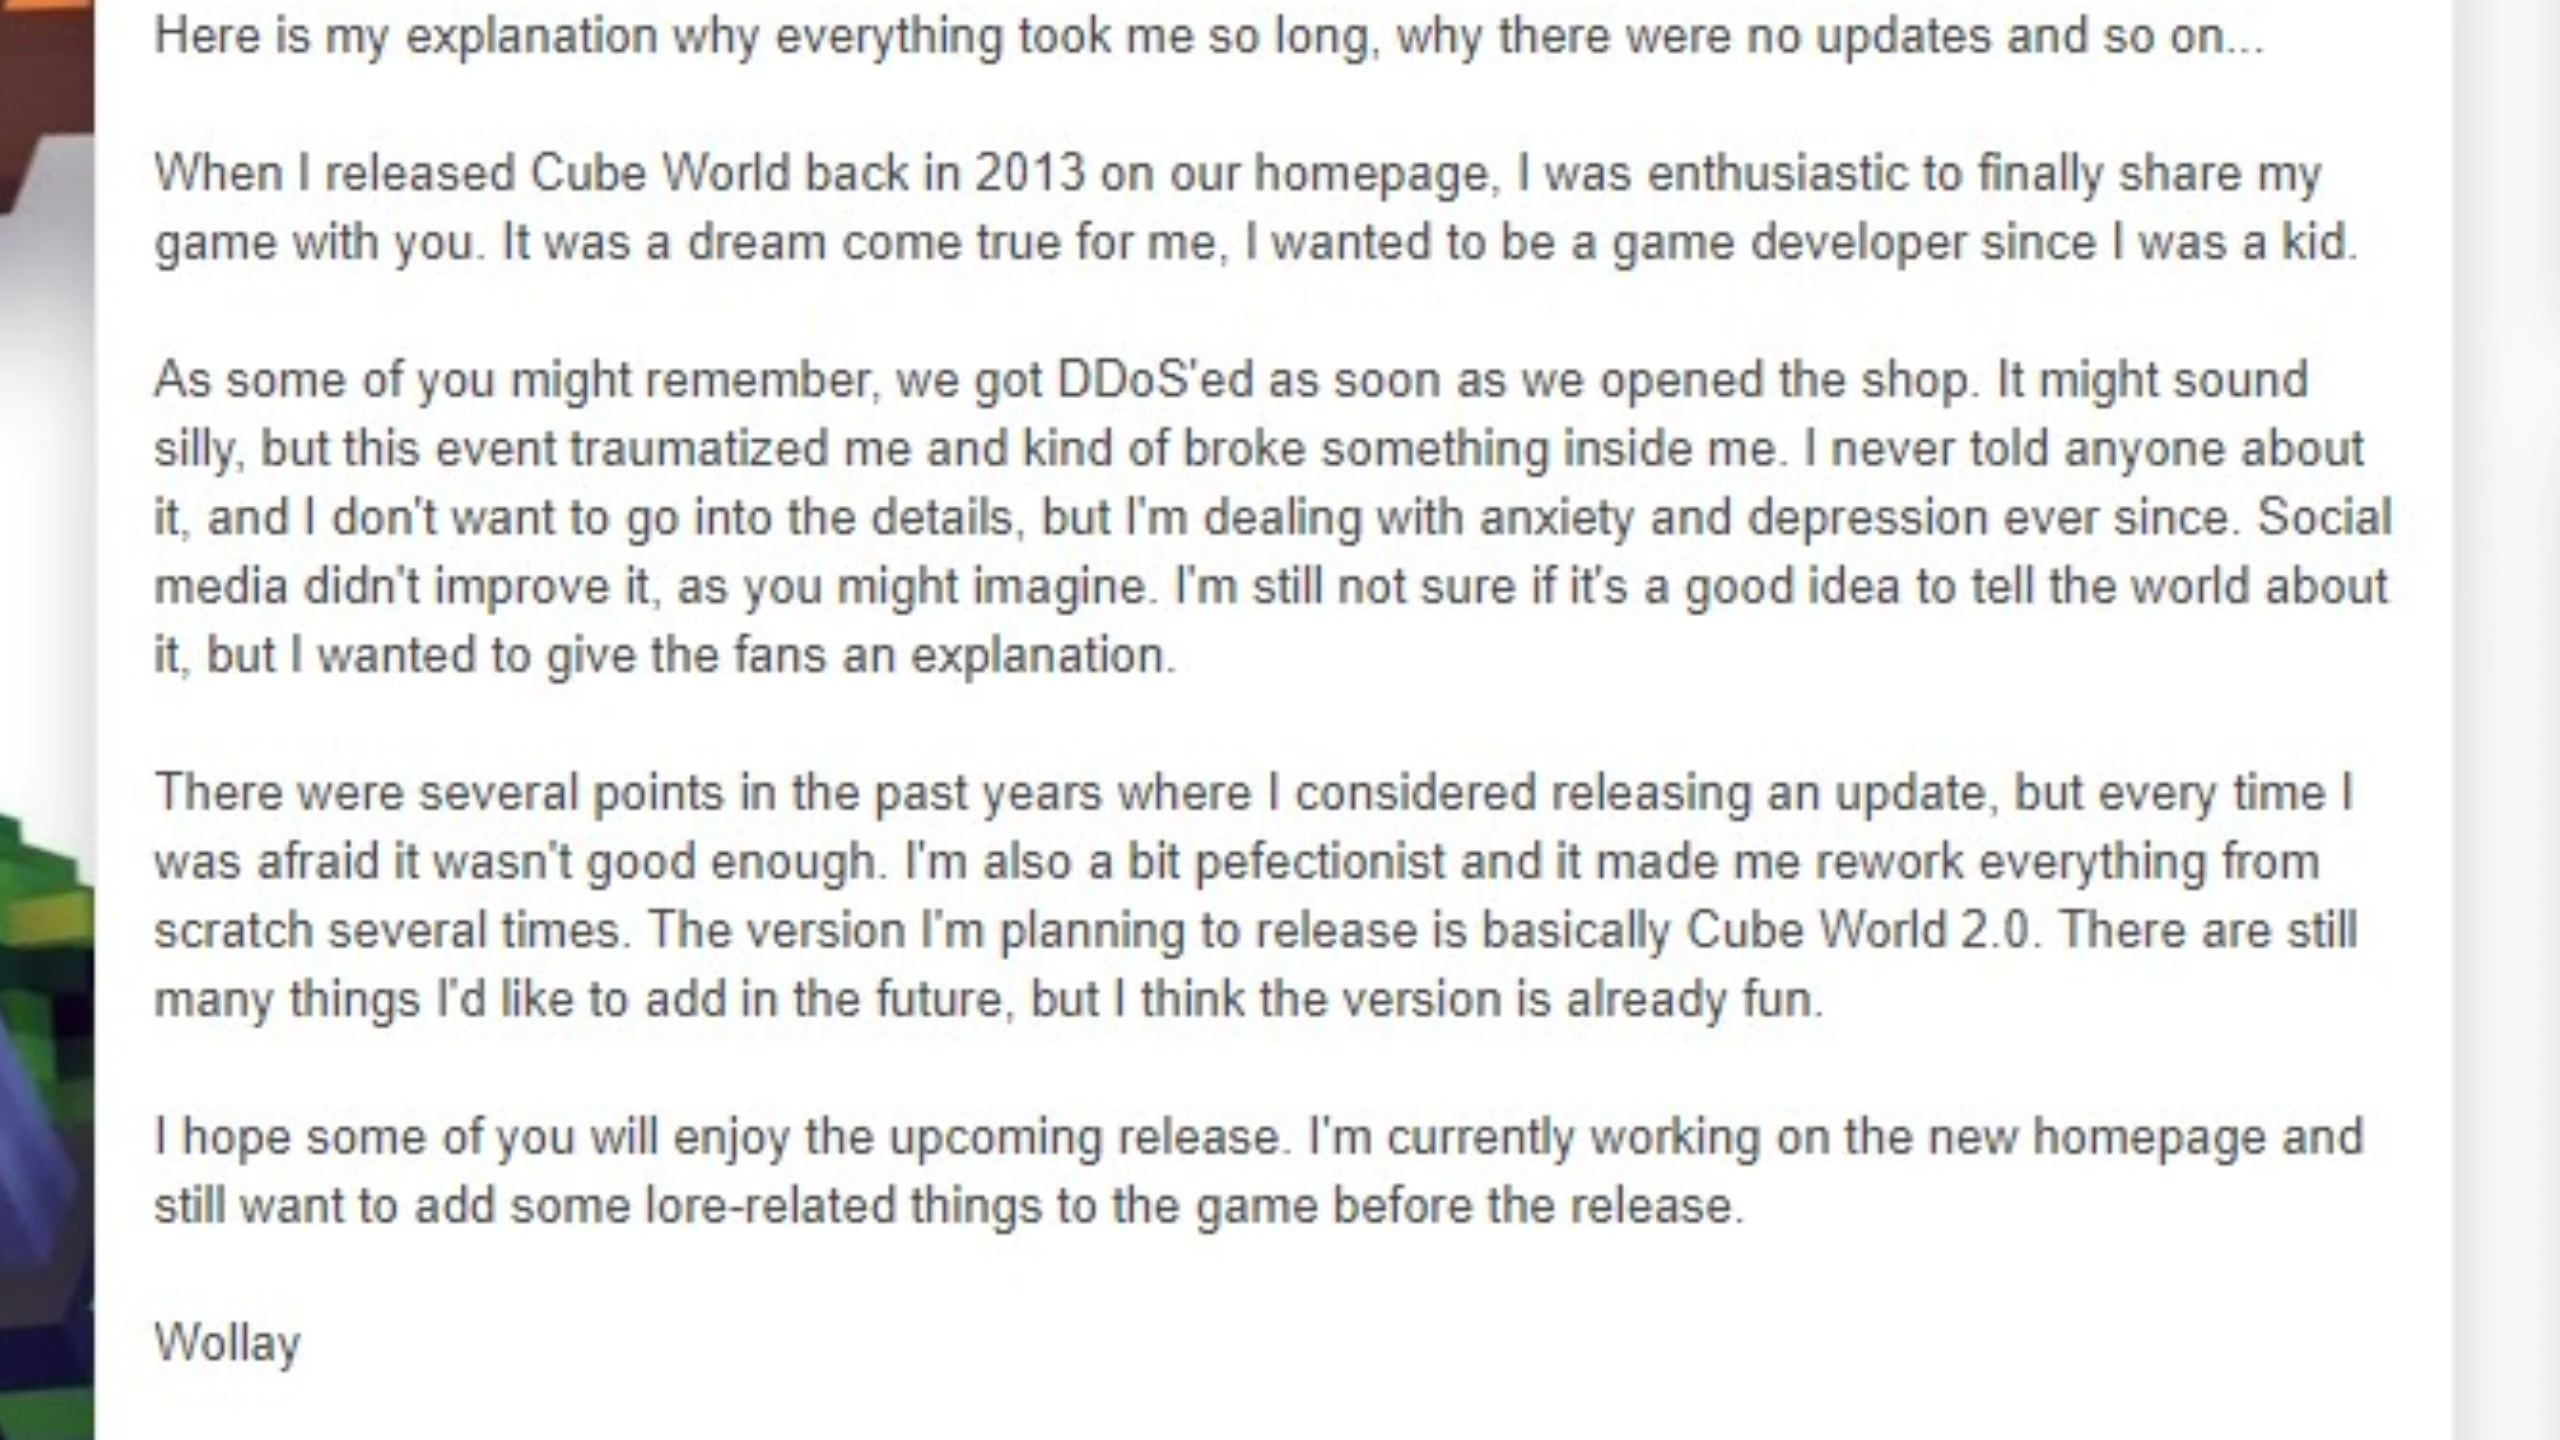 Here is my explanation why everything took me so long, why there were no updates and so on...
When I released Cube World back in 2013 on our homepage, I was enthusiastic to finally share my
game with you. It was a dream come true for me, I wanted to be a game developer since I was a kid.
As some of you might remember, we got DDoS'ed as soon as we opened the shop. It might sound
silly, but this event traumatized me and kind of broke something inside me. I never told anyone about
it, and I don't want to go into the details, but I'm dealing with anxiety and depression ever since. Social
media didn't improve it, as you might imagine. I'm still not sure if it's a good idea to tell the world about
it, but I wanted to give the fans an explanation.
There were several points in the past years where I considered releasing an update, but every time I
was afraid it wasn't good enough. I'm also a bit pefectionist and it made me rework everything from
scratch several times. The version I'm planning to release is basically Cube World 2.0. There are still
many things I'd like to add in the future, but I think the version is already fun.
I hope some of you will enjoy the upcoming release. I'm currently working on the new homepage and
still want to add some lore-related things to the game before the release.
Wollay